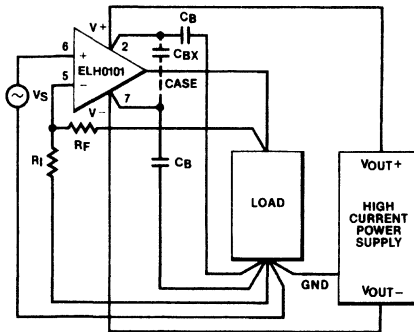 V+
CB
6
2
+
CBX
ELH0101
5
−
CASE
VS
7
V−
RF
CB
RI
LOAD
VOUT+
HIGH
CURRENT
POWER
SUPPLY
GND
VOUT−